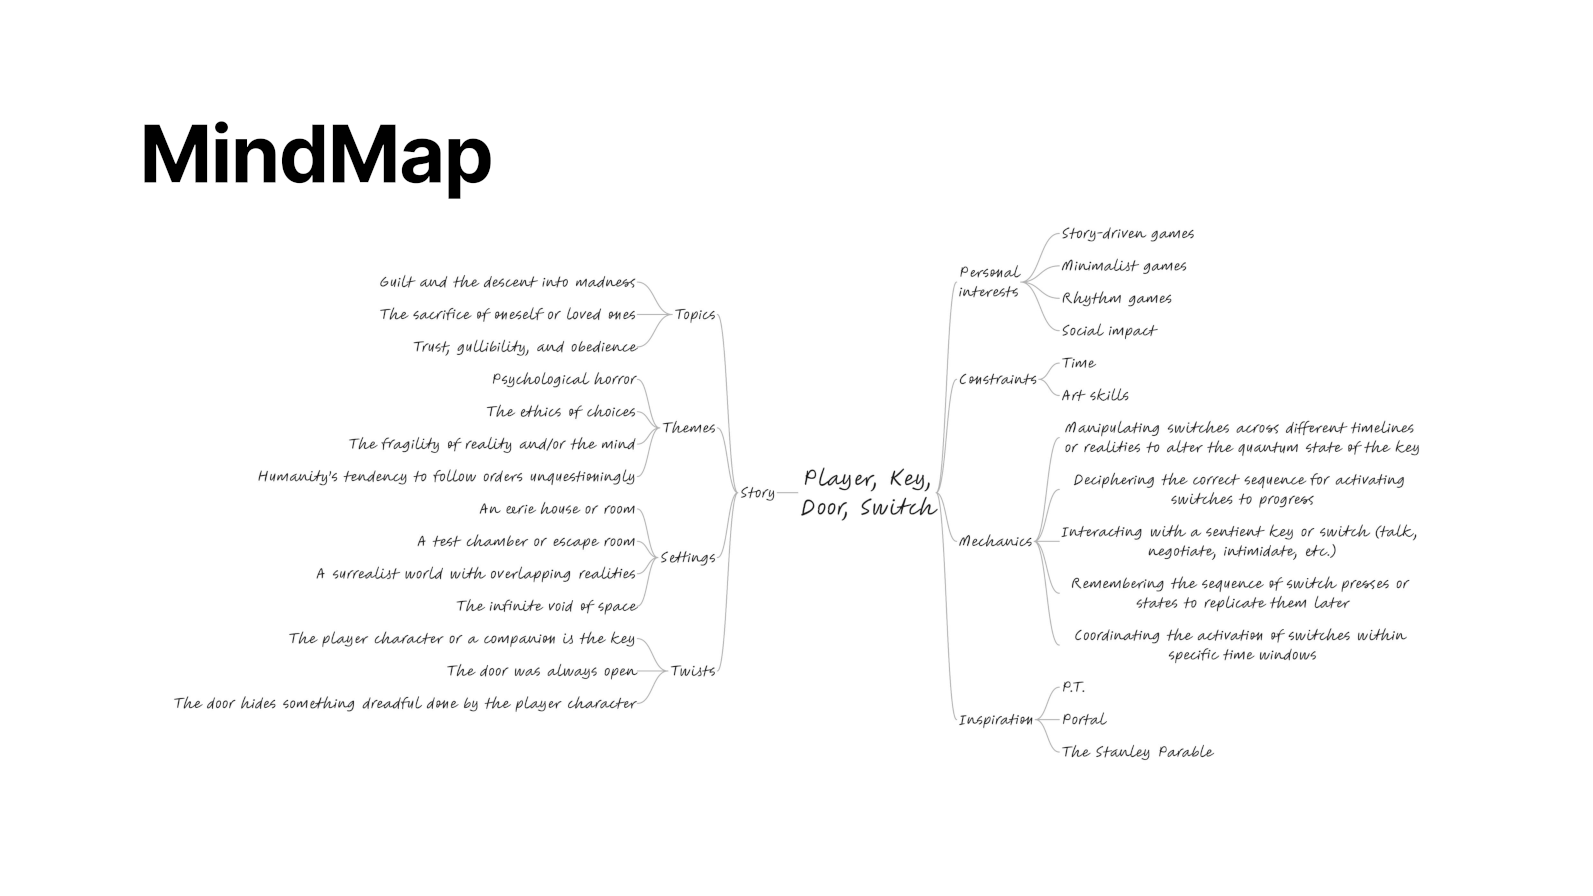 MindMap
Guilt and the descent into madness
The sacrifice of oneself or loved ones
Trust, gullibility, and obedience
Topics
Psychological horror
The ethics of choices
The fragility of reality and/or the mind
Humanity's tendency to follow orders unquestioningly
Themes
An eerie house or room
A test chamber or escape room
A surrealist world with overlapping realities
The infinite void of space
Settings
The player character or a companion is the key
The door was always open
The door hides something dreadful done by the player character
Twists
Story
Player, Key,
Door, Switch
Personal
interests
Story-driven games
Minimalist games
Rhythm games
Social impact
Constraints
Time
Art skills
Mechanics
Manipulating switches across different timelines
or realities to alter the quantum state of the key
Deciphering the correct sequence for activating
switches to progress
Interacting with a sentient key or switch (talk,
negotiate, intimidate, etc.)
Remembering the sequence of switch presses or
states to replicate them later
Coordinating the activation of switches within
specific time windows
Inspiration
P.T.
Portal
The Stanley Parable